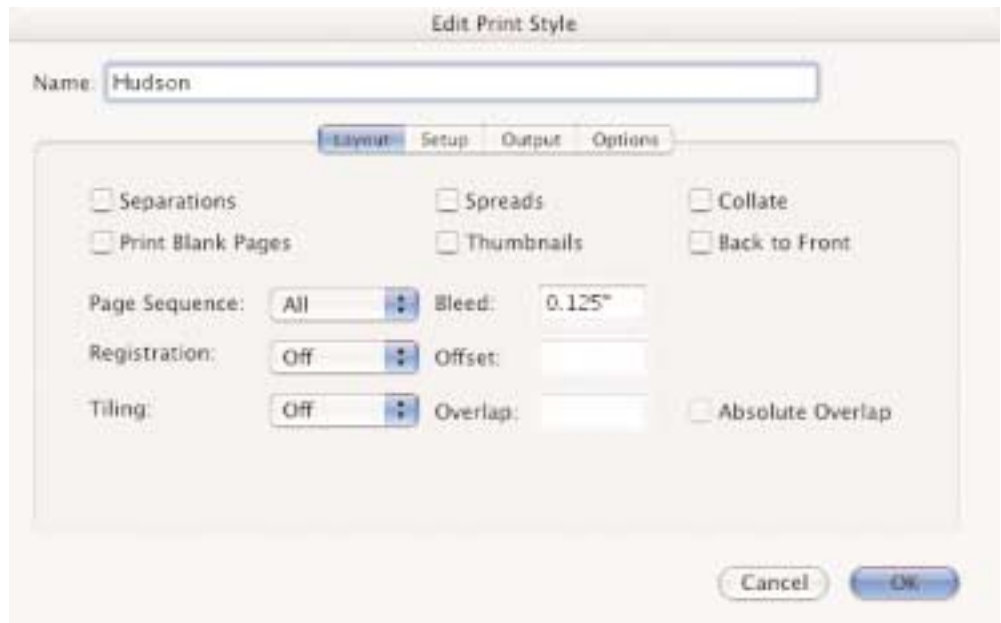 Edit Print Style
Name: Hudson
Layout Setup Output Options
Separations Spreads Collate
Print Blank Pages Thumbnails Back to Front
Page Sequence: All Bleed: 0.125"
Registration: Off Offset:
Tiling: Off Overlap: Absolute Overlap
Cancel OK